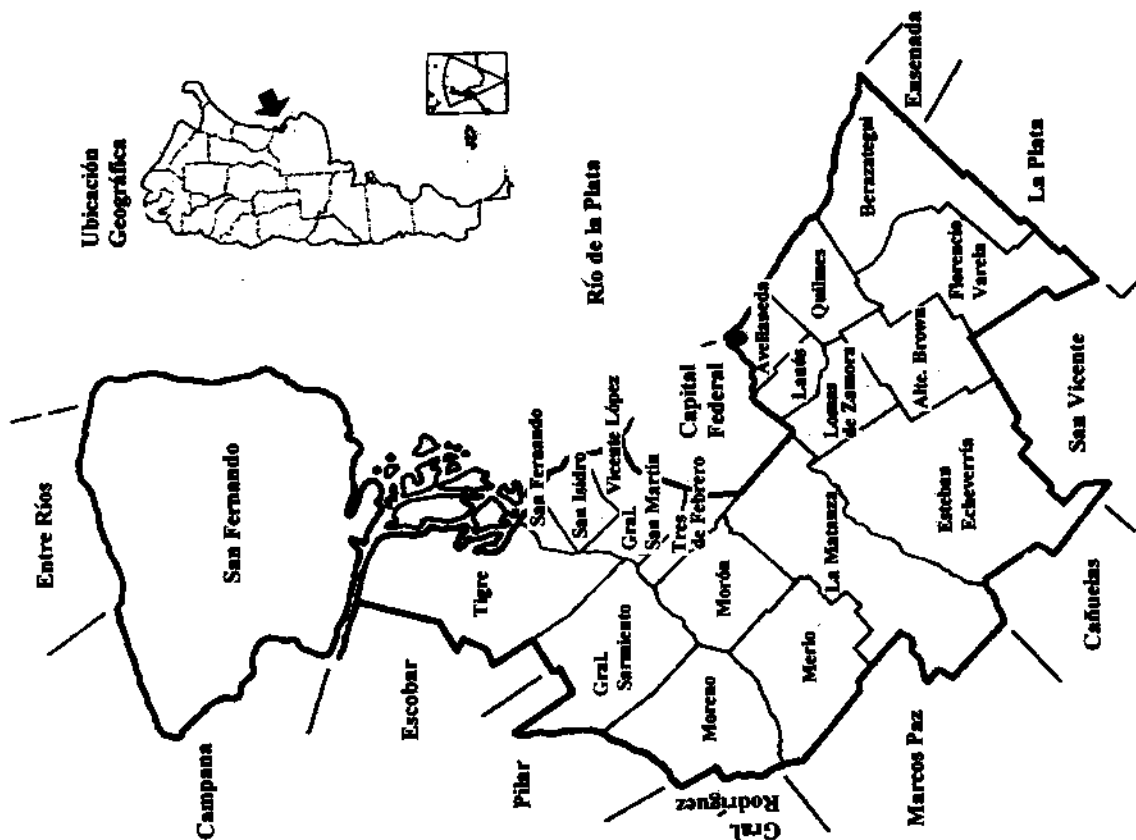 Ubicación
Geográfica
Entre Ríos
San Fernando
Campana
Río de la Plata
Escobar
Tigre
San Fernando
San Isidro
Vicente López
Pilar
Gral.
Sarmiento
Gral.
San Martín
Tres
de Febrero
Capital
Federal
Moreno
Morón
Gral.
Rodríguez
Merlo
La Matanza
Marcos Paz
Avellaneda
Lanús
Quilmes
Lomas
de Zamora
Alte. Brown
Berazategui
Florencio
Varela
Esteban
Echeverría
Ensenada
La Plata
San Vicente
Cañuelas